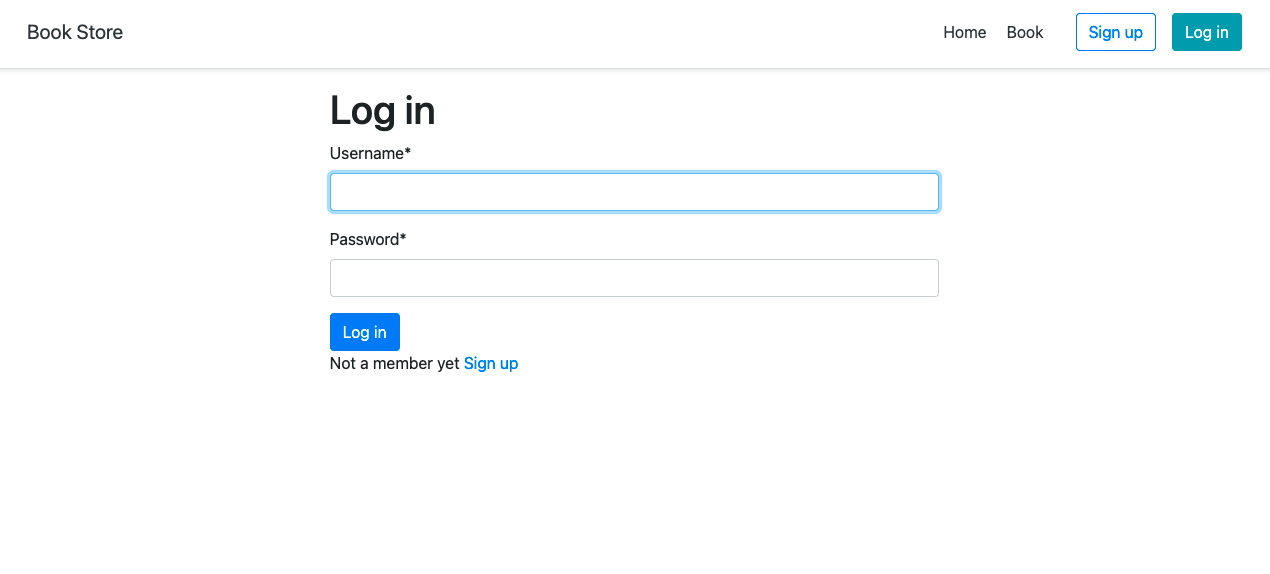 Book Store Home Book Sign up Log in
Log in
Username*
Password*
Log in
Not a member yet Sign up